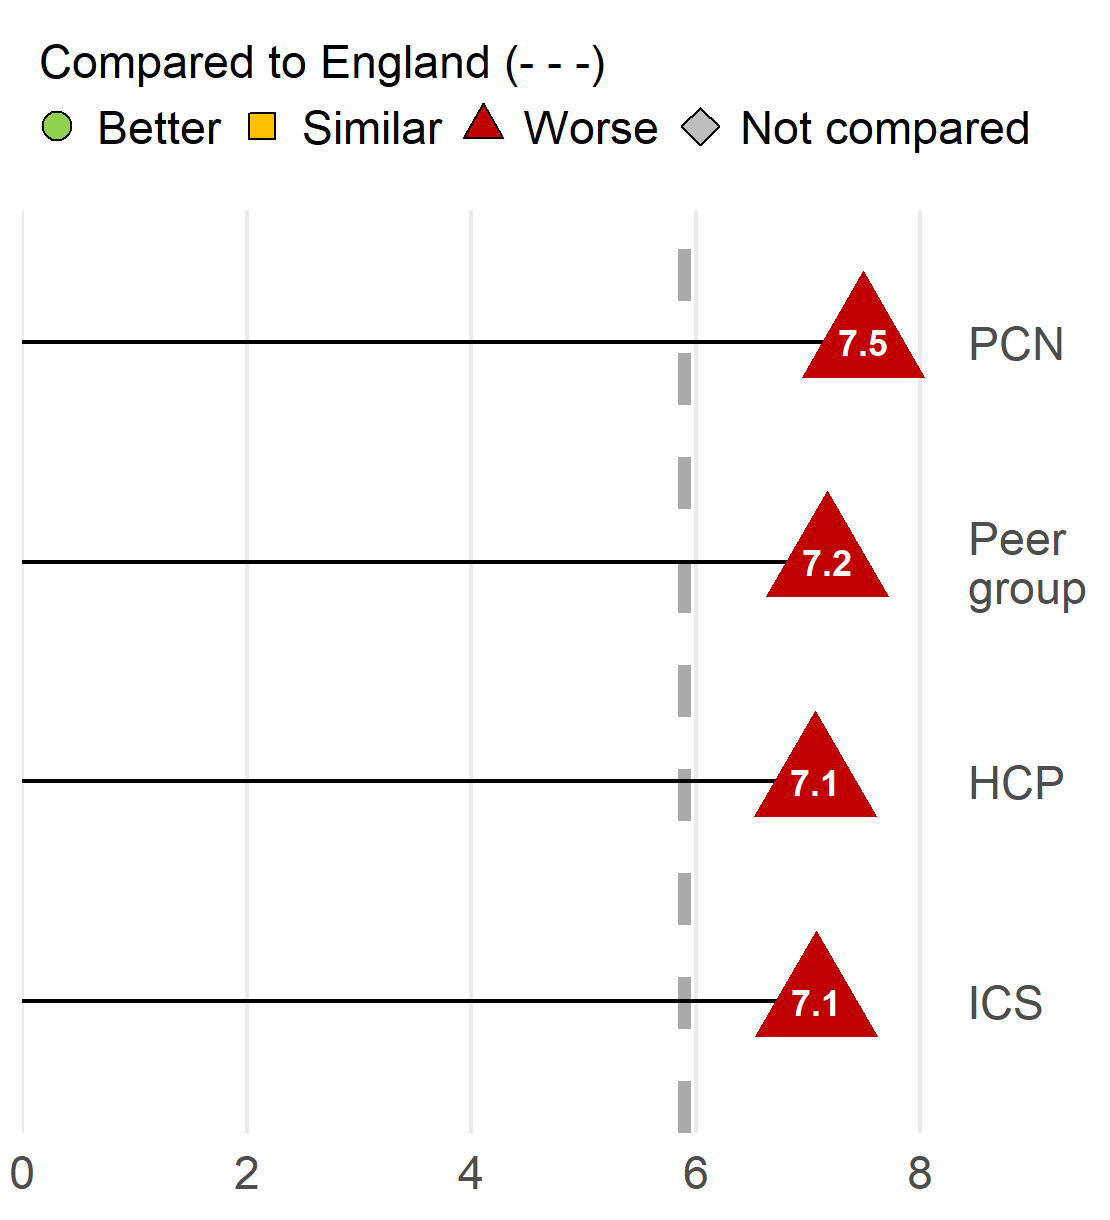 Compared to England (- - -)
Better Similar Worse Not compared
7.5 PCN
7.2 Peer
group
7.1 HCP
7.1 ICS
0 2 4 6 8